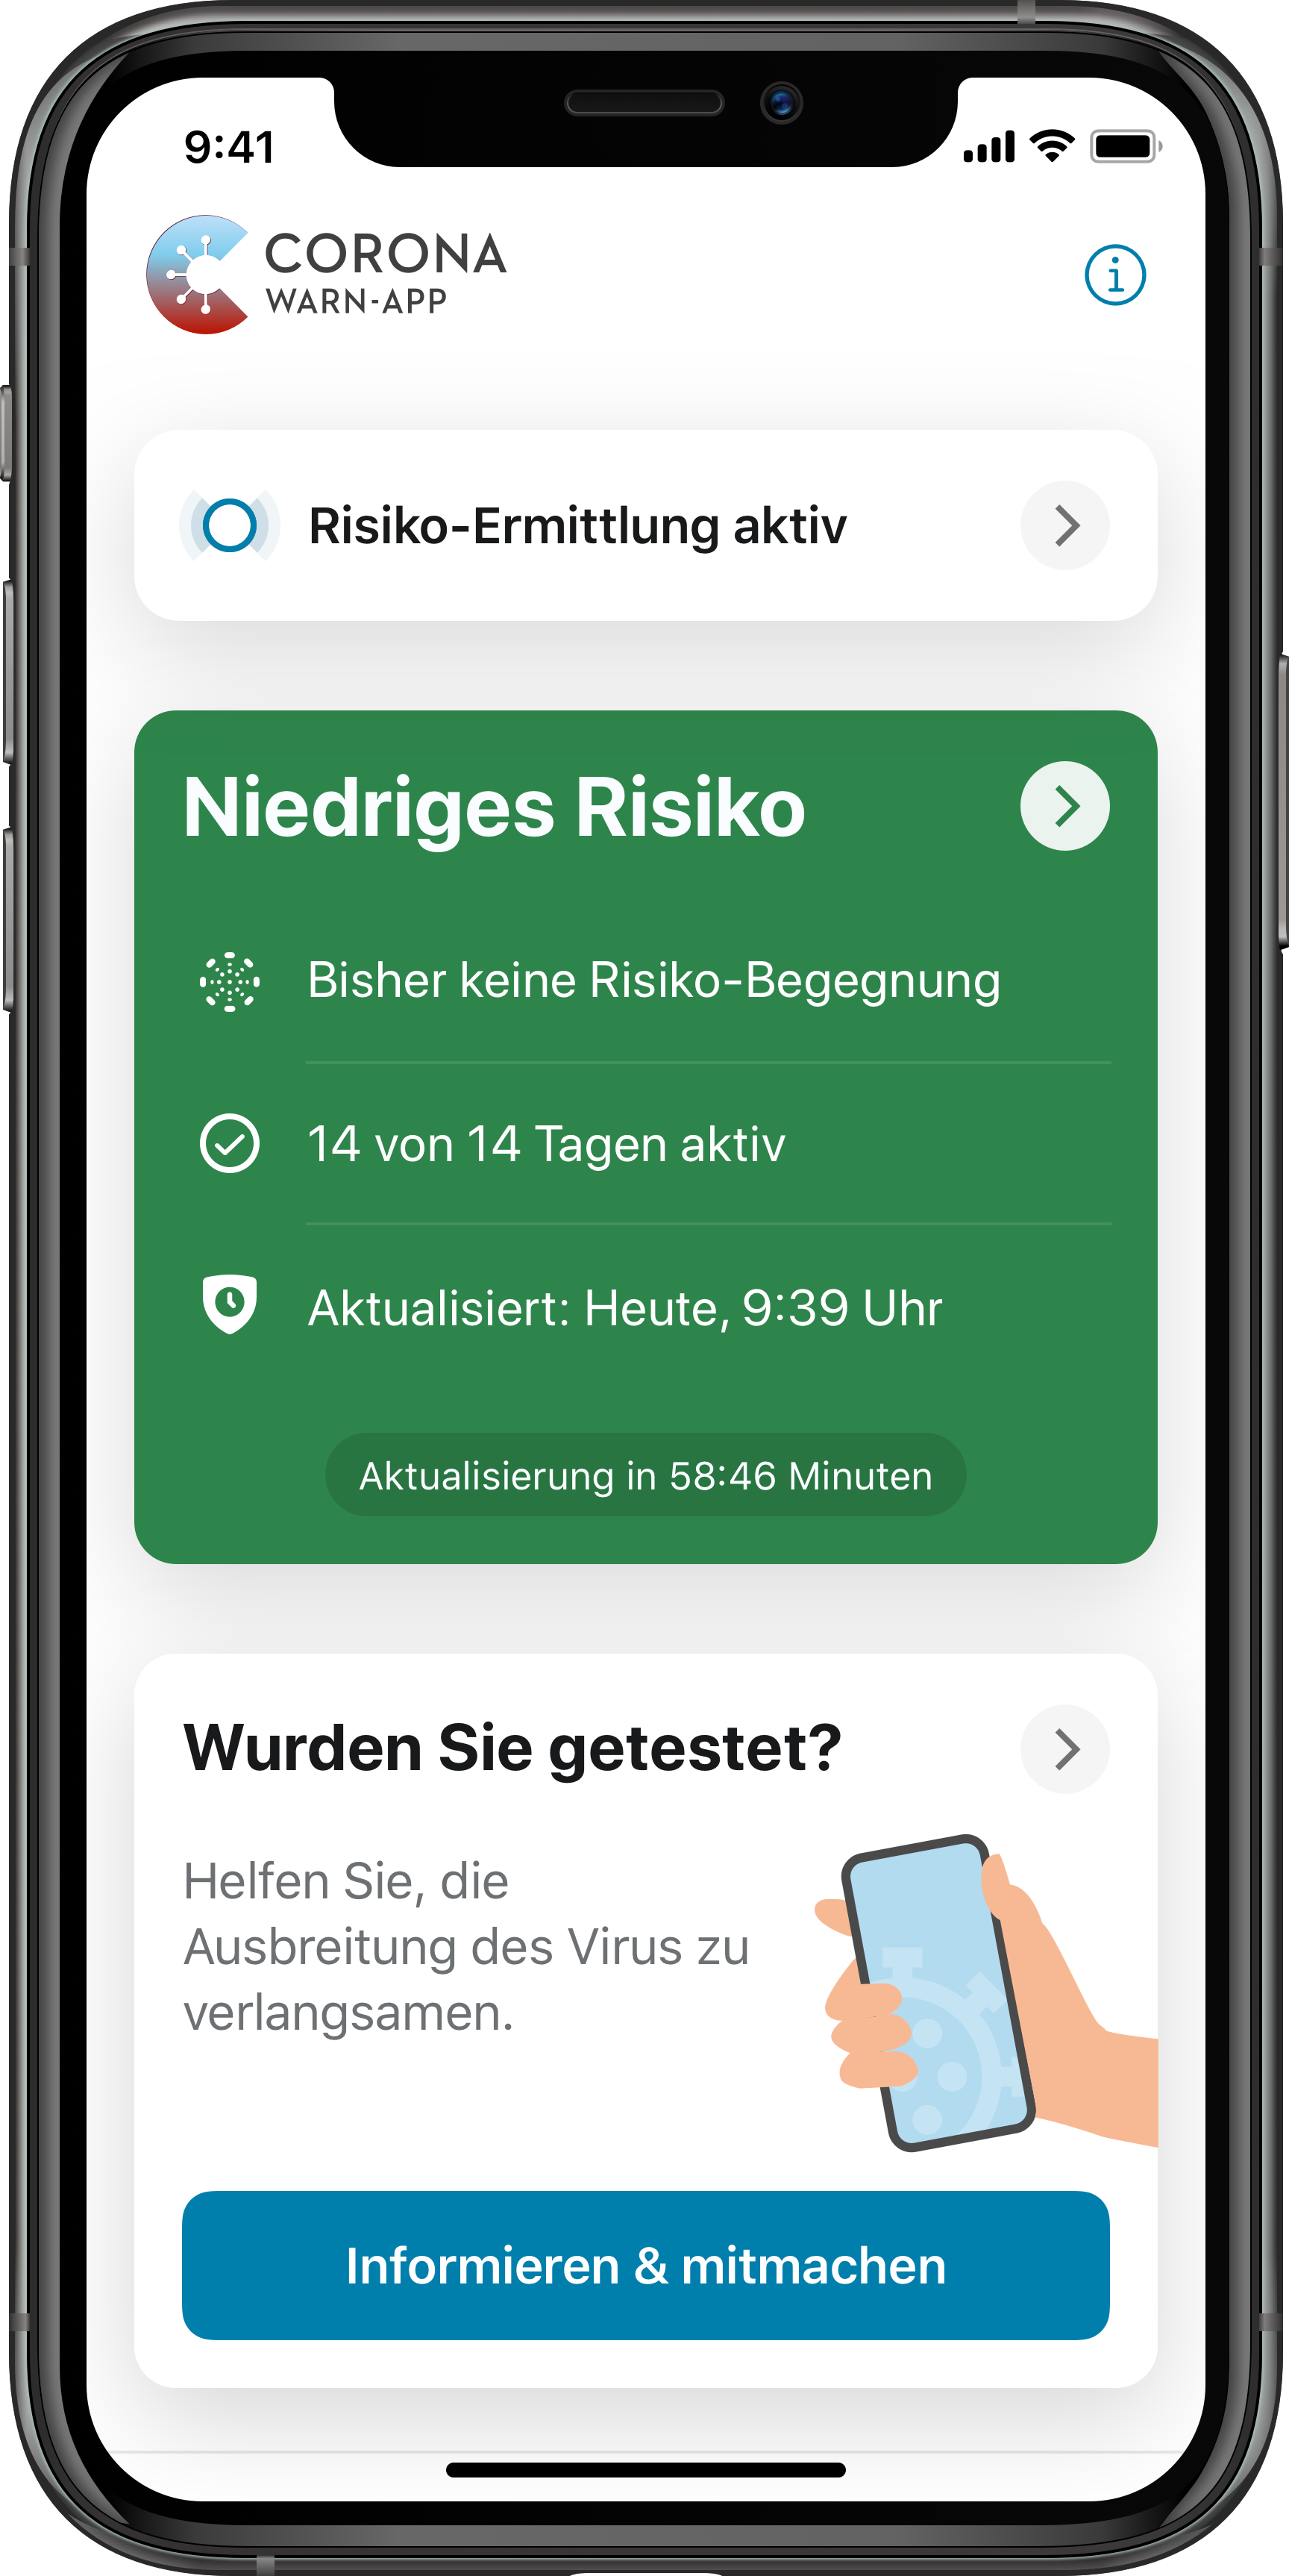 9:41
CORONA
WARN-APP
Risiko-Ermittlung aktiv
Niedriges Risiko
Bisher keine Risiko-Begegnung
14 von 14 Tagen aktiv
Aktualisiert: Heute, 9:39 Uhr
Aktualisierung in 58:46 Minuten
Wurden Sie getestet?
Helfen Sie, die
Ausbreitung des Virus zu
verlangsamen.
Informieren & mitmachen